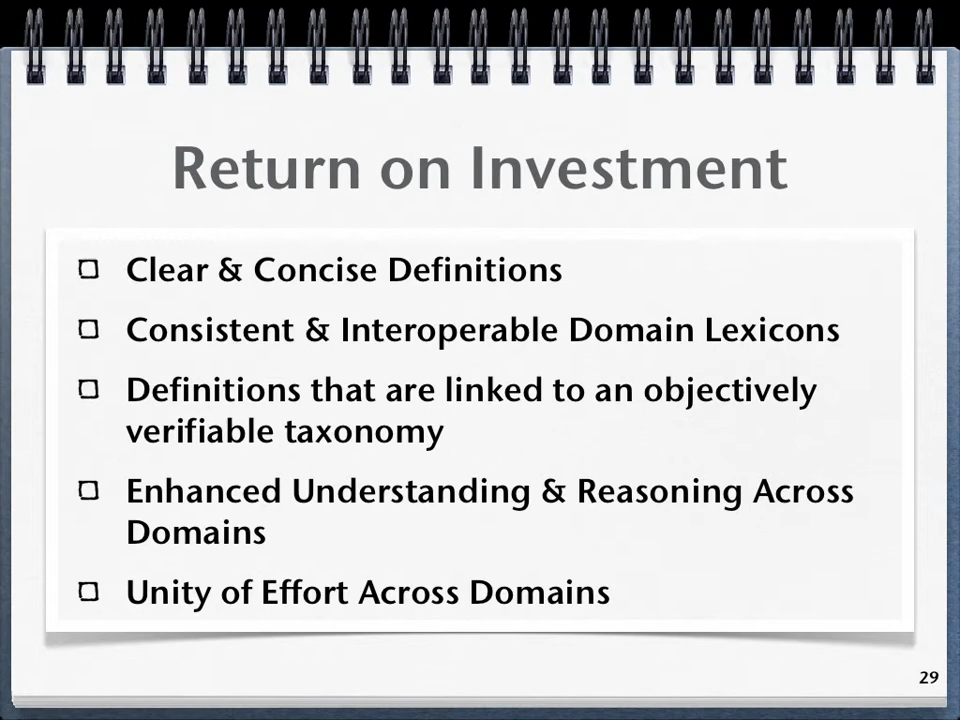 Return on Investment
Clear & Concise Definitions
Consistent & Interoperable Domain Lexicons
Definitions that are linked to an objectively
verifiable taxonomy
Enhanced Understanding & Reasoning Across
Domains
Unity of Effort Across Domains
29